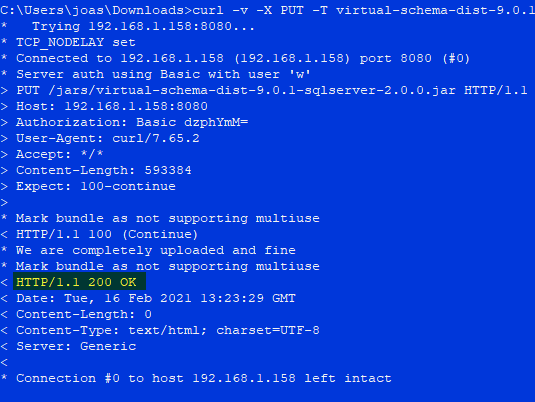 C:\Users\joas\Downloads>curl -v -X PUT -T virtual-schema-dist-9.0.1
*   Trying 192.168.1.158:8080...
* TCP_NODELAY set
* Connected to 192.168.1.158 (192.168.1.158) port 8080 (#0)
* Server auth using Basic with user 'w'
> PUT /jars/virtual-schema-dist-9.0.1-sqlserver-2.0.0.jar HTTP/1.1
> Host: 192.168.1.158:8080
> Authorization: Basic dzphYmM=
> User-Agent: curl/7.65.2
> Accept: */*
> Content-Length: 593384
> Expect: 100-continue
>
* Mark bundle as not supporting multiuse
< HTTP/1.1 100 (Continue)
* We are completely uploaded and fine
* Mark bundle as not supporting multiuse
< HTTP/1.1 200 OK
< Date: Tue, 16 Feb 2021 13:23:29 GMT
< Content-Length: 0
< Content-Type: text/html; charset=UTF-8
< Server: Generic
<
* Connection #0 to host 192.168.1.158 left intact